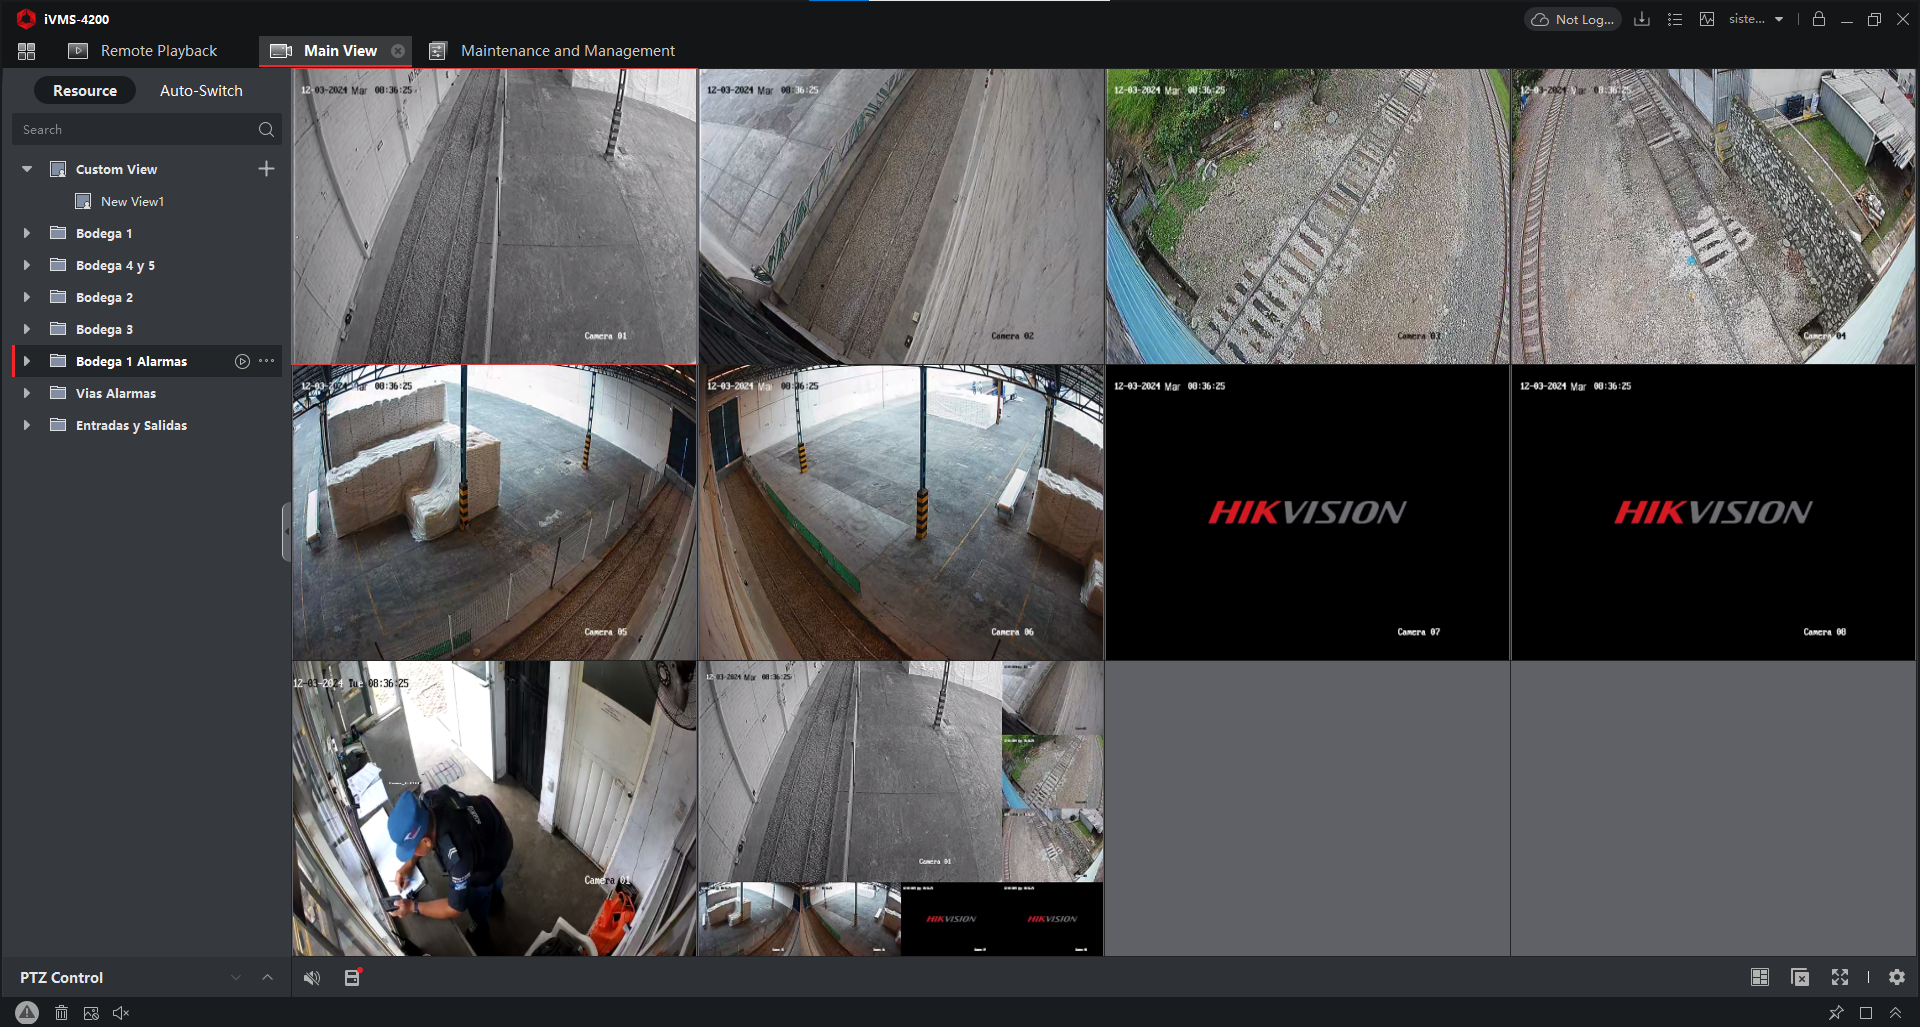 iVMS-4200
Not Log...
siste...
Remote Playback
Main View
Maintenance and Management
Resource
Auto-Switch
Search
Custom View
New View1
Bodega 1
Bodega 4 y 5
Bodega 2
Bodega 3
Bodega 1 Alarmas
Vias Alarmas
Entradas y Salidas
PTZ Control
12-03-2024 Mar 08:36:25
Camera 01
12-03-2024 Mar 08:36:25
Camera 02
12-03-2024 Mar 08:36:25
Camera 03
12-03-2024 Mar 08:36:25
Camera 04
12-03-2024 Mar 08:36:25
Camera 05
12-03-2024 Mar 08:36:25
Camera 06
12-03-2024 Mar 08:36:25
HIKVISION
Camera 07
12-03-2024 Mar 08:36:25
HIKVISION
Camera 08
12-03-2024 Tue 08:36:25
Camera 01
12-03-2024 Mar 08:36:25
Camera 01
HIKVISION
HIKVISION